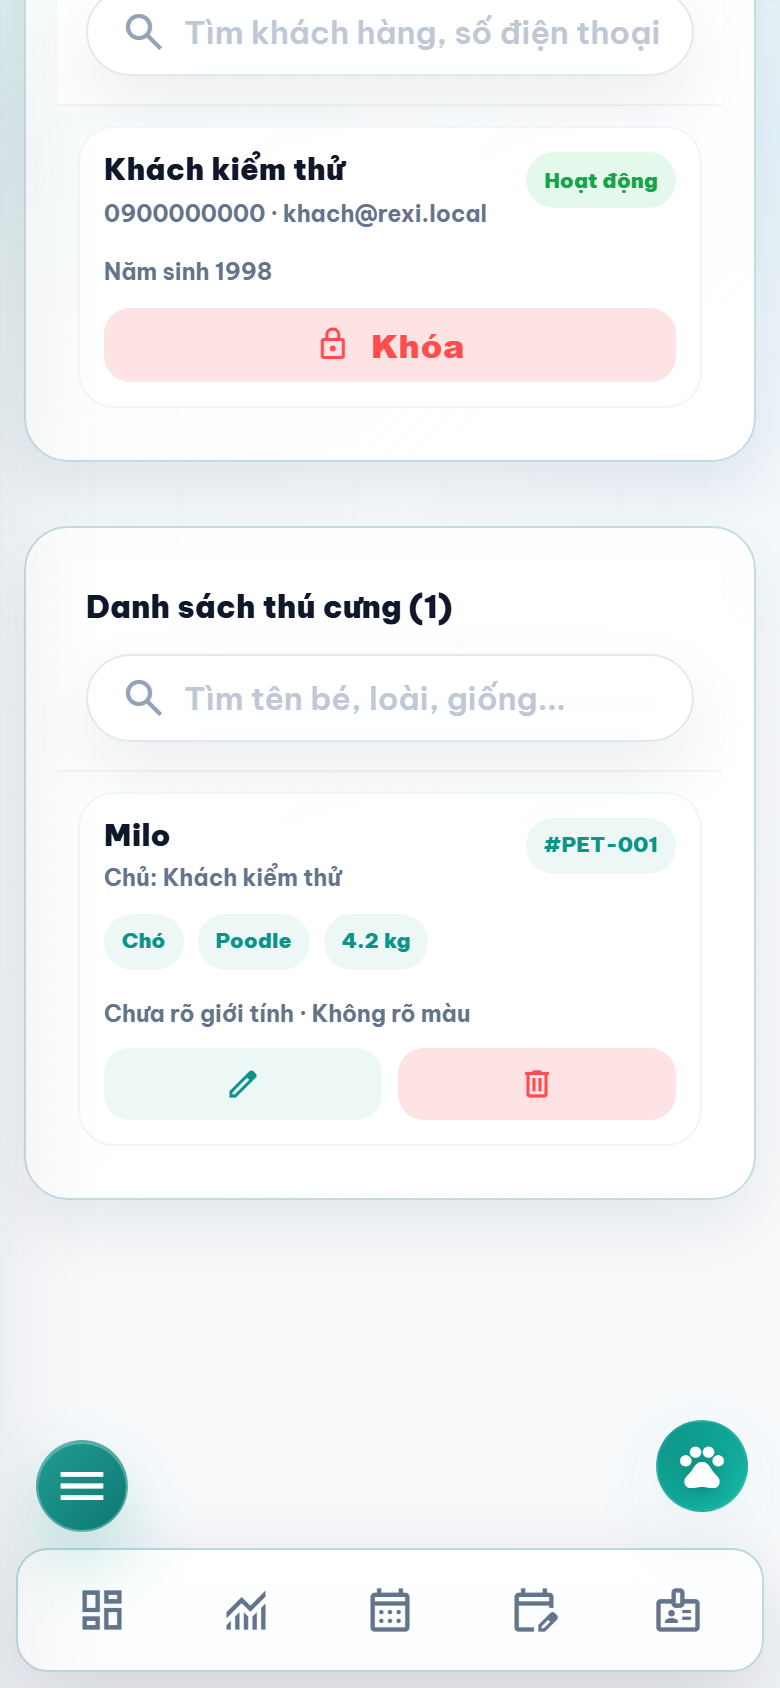 Tìm khách hàng, số điện thoại
Khách kiểm thử
Hoạt động
0900000000 · khach@rexi.local
Năm sinh 1998
Khóa
Danh sách thú cưng (1)
Tìm tên bé, loài, giống...
Milo
#PET-001
Chủ: Khách kiểm thử
Chó Poodle 4.2 kg
Chưa rõ giới tính · Không rõ màu